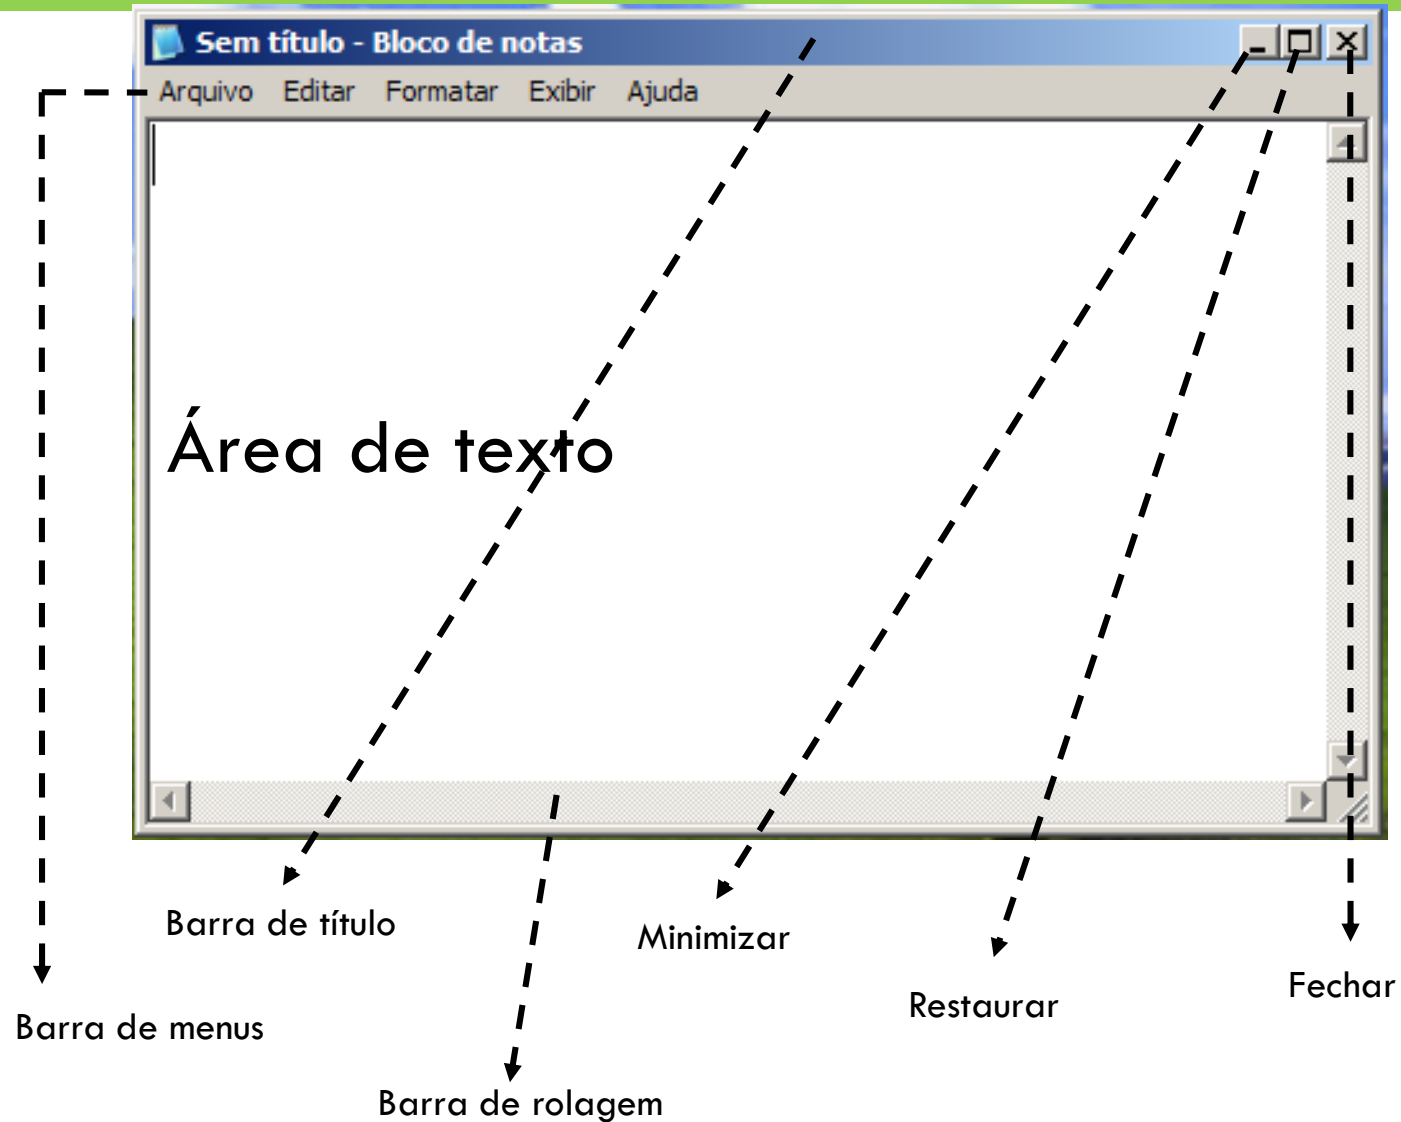 Sem título - Bloco de notas
Arquivo Editar Formatar Exibir Ajuda
Área de texto
Barra de título
Minimizar
Fechar
Restaurar
Barra de menus
Barra de rolagem